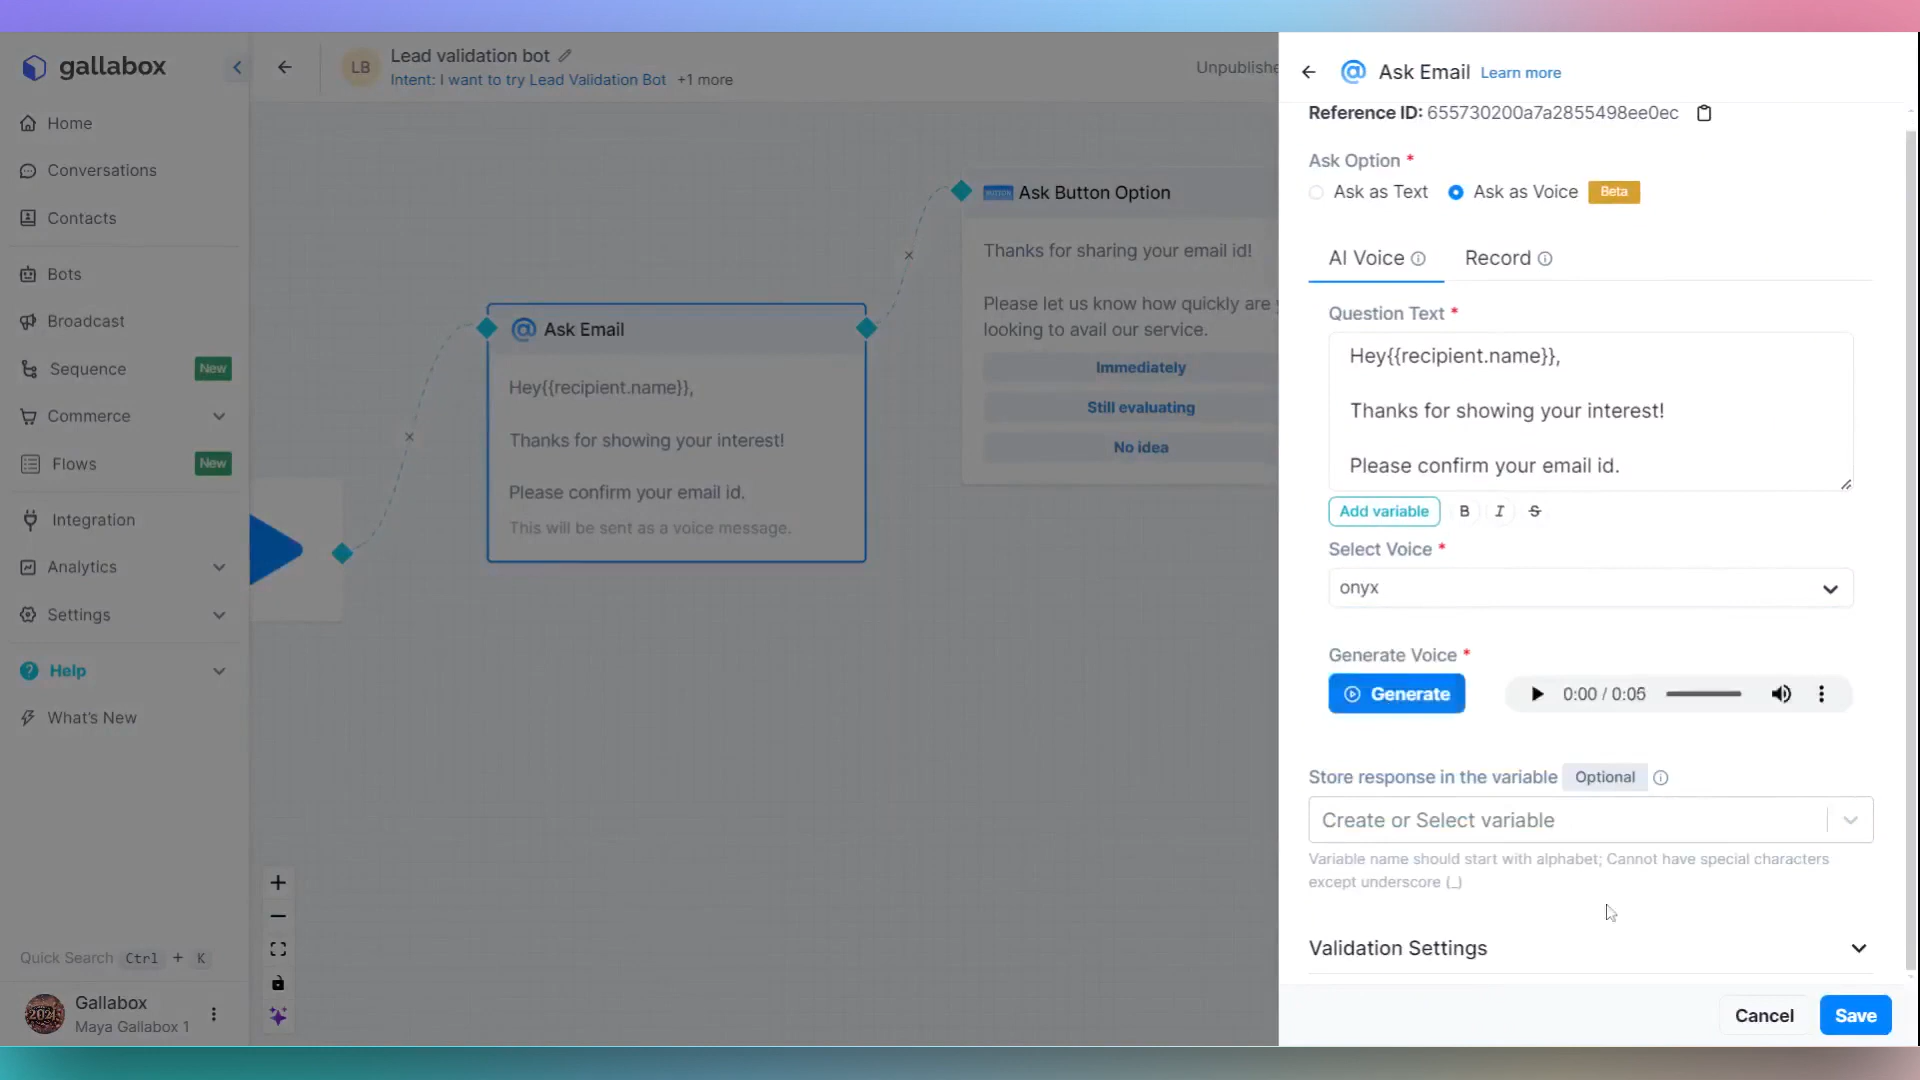 gallabox
Home
Conversations
Contacts
Bots
Broadcast
Sequence New
Commerce
Flows New
Integration
Analytics
Settings
Help
What's New
Quick Search Ctrl + K
2024
Gallabox
Maya Gallabox 1
LB
Lead validation bot
Intent: I want to try Lead Validation Bot +1 more
Unpublishe
Ask Email
Hey{{recipient.name}},
Thanks for showing your interest!
Please confirm your email id.
This will be sent as a voice message.
BUTTON Ask Button Option
Thanks for sharing your email id!
Please let us know how quickly are
looking to avail our service.
Immediately
Still evaluating
No idea
Ask Email Learn more
Reference ID: 655730200a7a2855498ee0ec
Ask Option *
Ask as Text Ask as Voice Beta
AI Voice Record
Question Text *
Hey{{recipient.name}},
Thanks for showing your interest!
Please confirm your email id.
Add variable B I S
Select Voice *
onyx
Generate Voice *
Generate 0:00 / 0:05
Store response in the variable Optional
Create or Select variable
Variable name should start with alphabet; Cannot have special characters
except underscore (_)
Validation Settings
Cancel Save